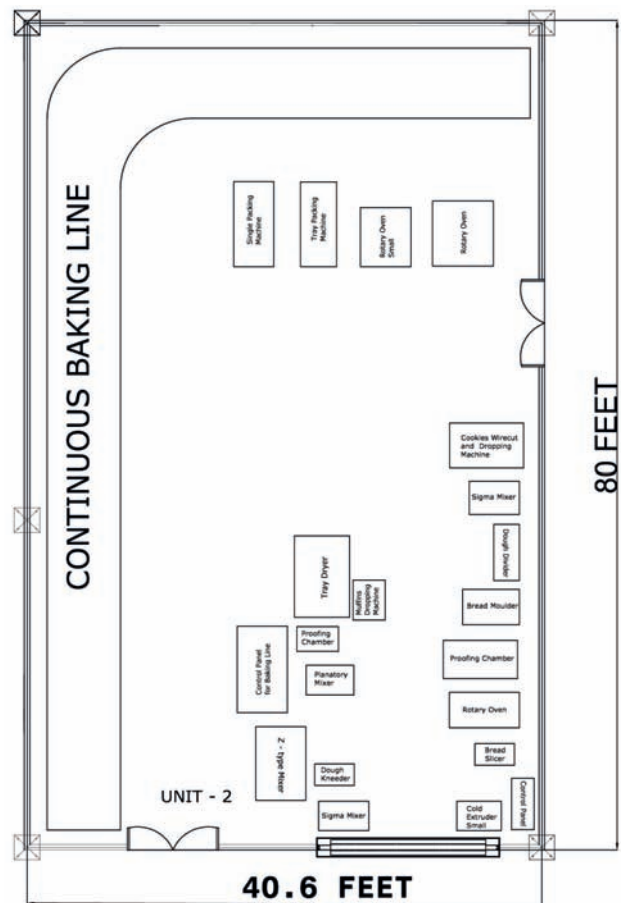 CONTINUOUS BAKING LINE
Single Packing
Machine
Tray Packing
Machine
Rotary Oven
Small
Rotary Oven
80 FEET
Cookies Wirecut
and Dropping
Machine
Sigma Mixer
Dough Divider
Bread Moulder
Tray Dryer
Muffins
Dropping
Machine
Proofing
Chamber
Control Panel
for Baking Line
Planatory
Mixer
Proofing Chamber
Rotary Oven
Z - type Mixer
Bread
Slicer
Dough
Kneeder
Control Panel
UNIT - 2
Sigma Mixer
Cold
Extruder
Small
40.6 FEET